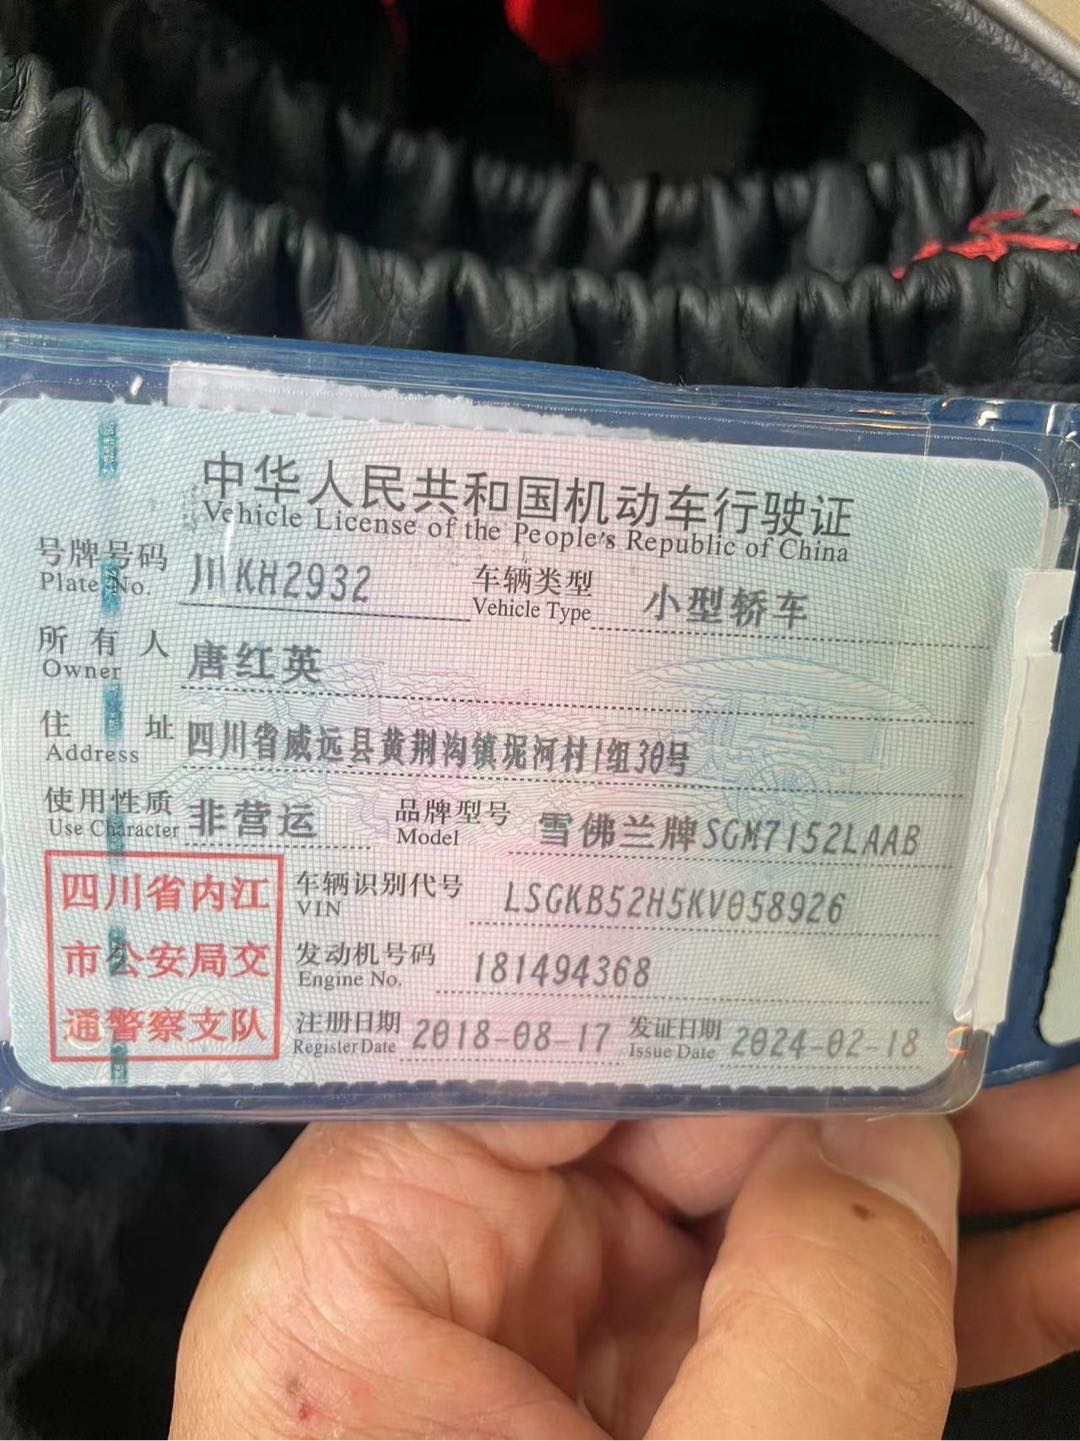 中华人民共和国机动车行驶证
Vehicle License of the People's Republic of China
号牌号码 川KH2932 车辆类型 小型轿车
Plate No. Vehicle Type
所有人 唐红英
Owner
住址 四川省威远县黄荆沟镇坭河村1组30号
Address
使用性质 非营运 品牌型号 雪佛兰牌SGM7152LAAB
Use Character Model
四川省内江 车辆识别代号 LSGKB52H5KV058926
VIN
市公安局交 发动机号码 181494368
Engine No.
通警察支队 注册日期 2018-08-17 发证日期 2024-02-18
Register Date Issue Date